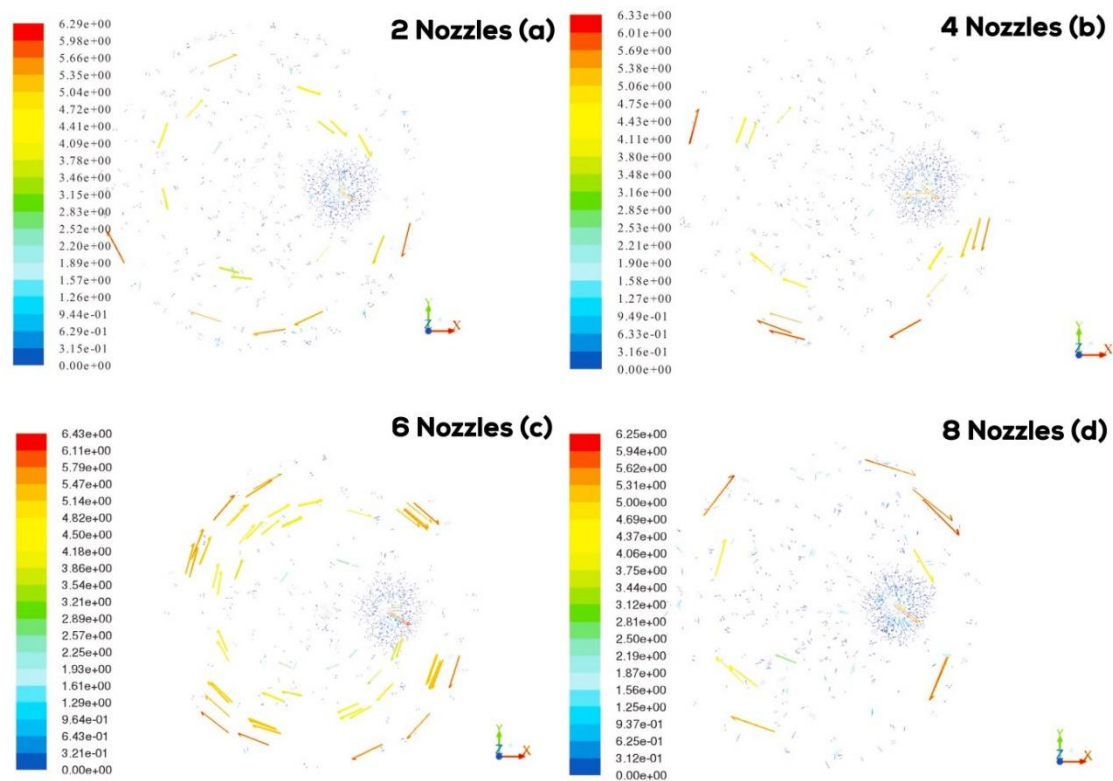 2 Nozzles (a)
6.29e+00
5.98e+00
5.66e+00
5.35e+00
5.04e+00
4.72e+00
4.41e+00
4.09e+00
3.78e+00
3.46e+00
3.15e+00
2.83e+00
2.52e+00
2.20e+00
1.89e+00
1.57e+00
1.26e+00
9.44e-01
6.29e-01
3.15e-01
0.00e+00
Y
Z
X
4 Nozzles (b)
6.33e+00
6.01e+00
5.69e+00
5.38e+00
5.06e+00
4.75e+00
4.43e+00
4.11e+00
3.80e+00
3.48e+00
3.16e+00
2.85e+00
2.53e+00
2.21e+00
1.90e+00
1.58e+00
1.27e+00
9.49e-01
6.33e-01
3.16e-01
0.00e+00
Y
Z
X
6 Nozzles (c)
6.43e+00
6.11e+00
5.79e+00
5.47e+00
5.14e+00
4.82e+00
4.50e+00
4.18e+00
3.86e+00
3.54e+00
3.21e+00
2.89e+00
2.57e+00
2.25e+00
1.93e+00
1.61e+00
1.29e+00
9.64e-01
6.43e-01
3.21e-01
0.00e+00
Y
Z
X
8 Nozzles (d)
6.25e+00
5.94e+00
5.62e+00
5.31e+00
5.00e+00
4.69e+00
4.37e+00
4.06e+00
3.75e+00
3.44e+00
3.12e+00
2.81e+00
2.50e+00
2.19e+00
1.87e+00
1.56e+00
1.25e+00
9.37e-01
6.25e-01
3.12e-01
0.00e+00
Y
Z
X